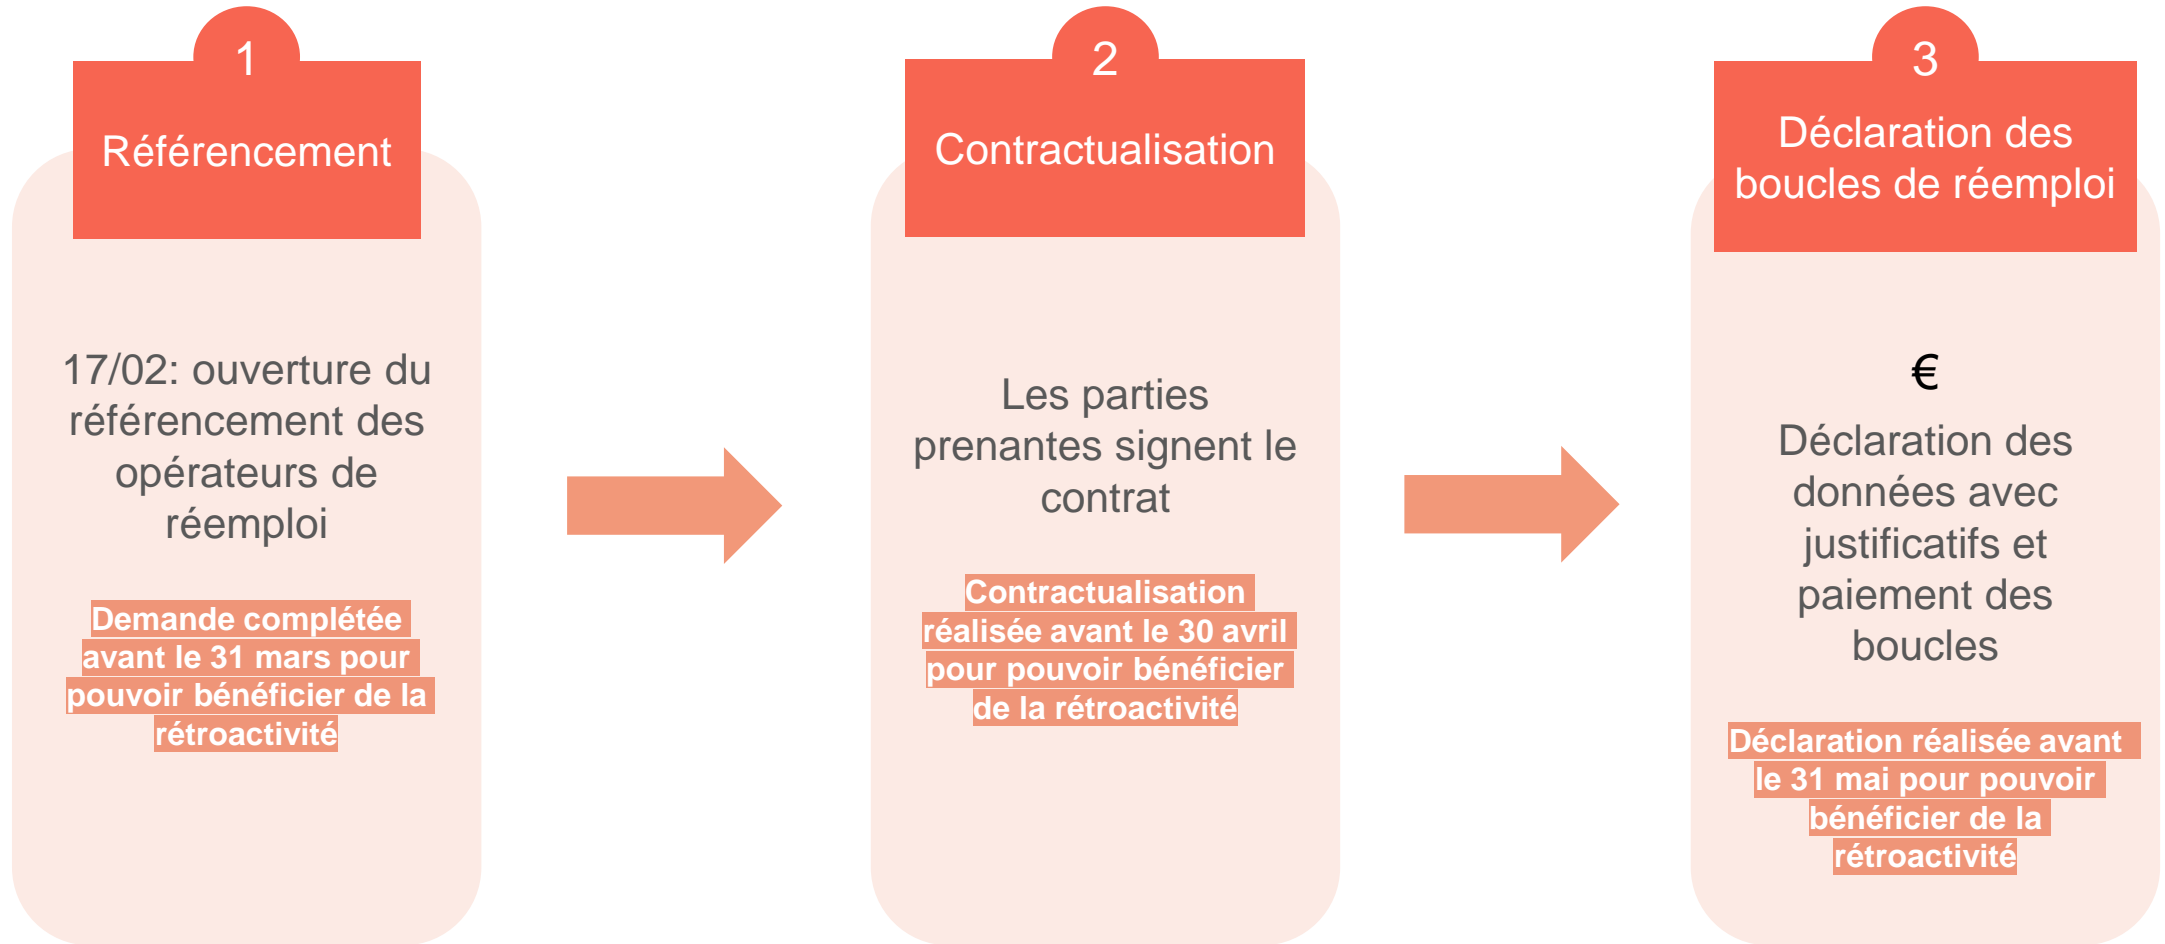 1
Référencement
17/02: ouverture du
référencement des
opérateurs de
réemploi
Demande complétée
avant le 31 mars pour
pouvoir bénéficier de la
rétroactivité
2
Contractualisation
Les parties
prenantes signent le
contrat
Contractualisation
réalisée avant le 30 avril
pour pouvoir bénéficier
de la rétroactivité
3
Déclaration des
boucles de réemploi
€
Déclaration des
données avec
justificatifs et
paiement des
boucles
Déclaration réalisée avant
le 31 mai pour pouvoir
bénéficier de la
rétroactivité